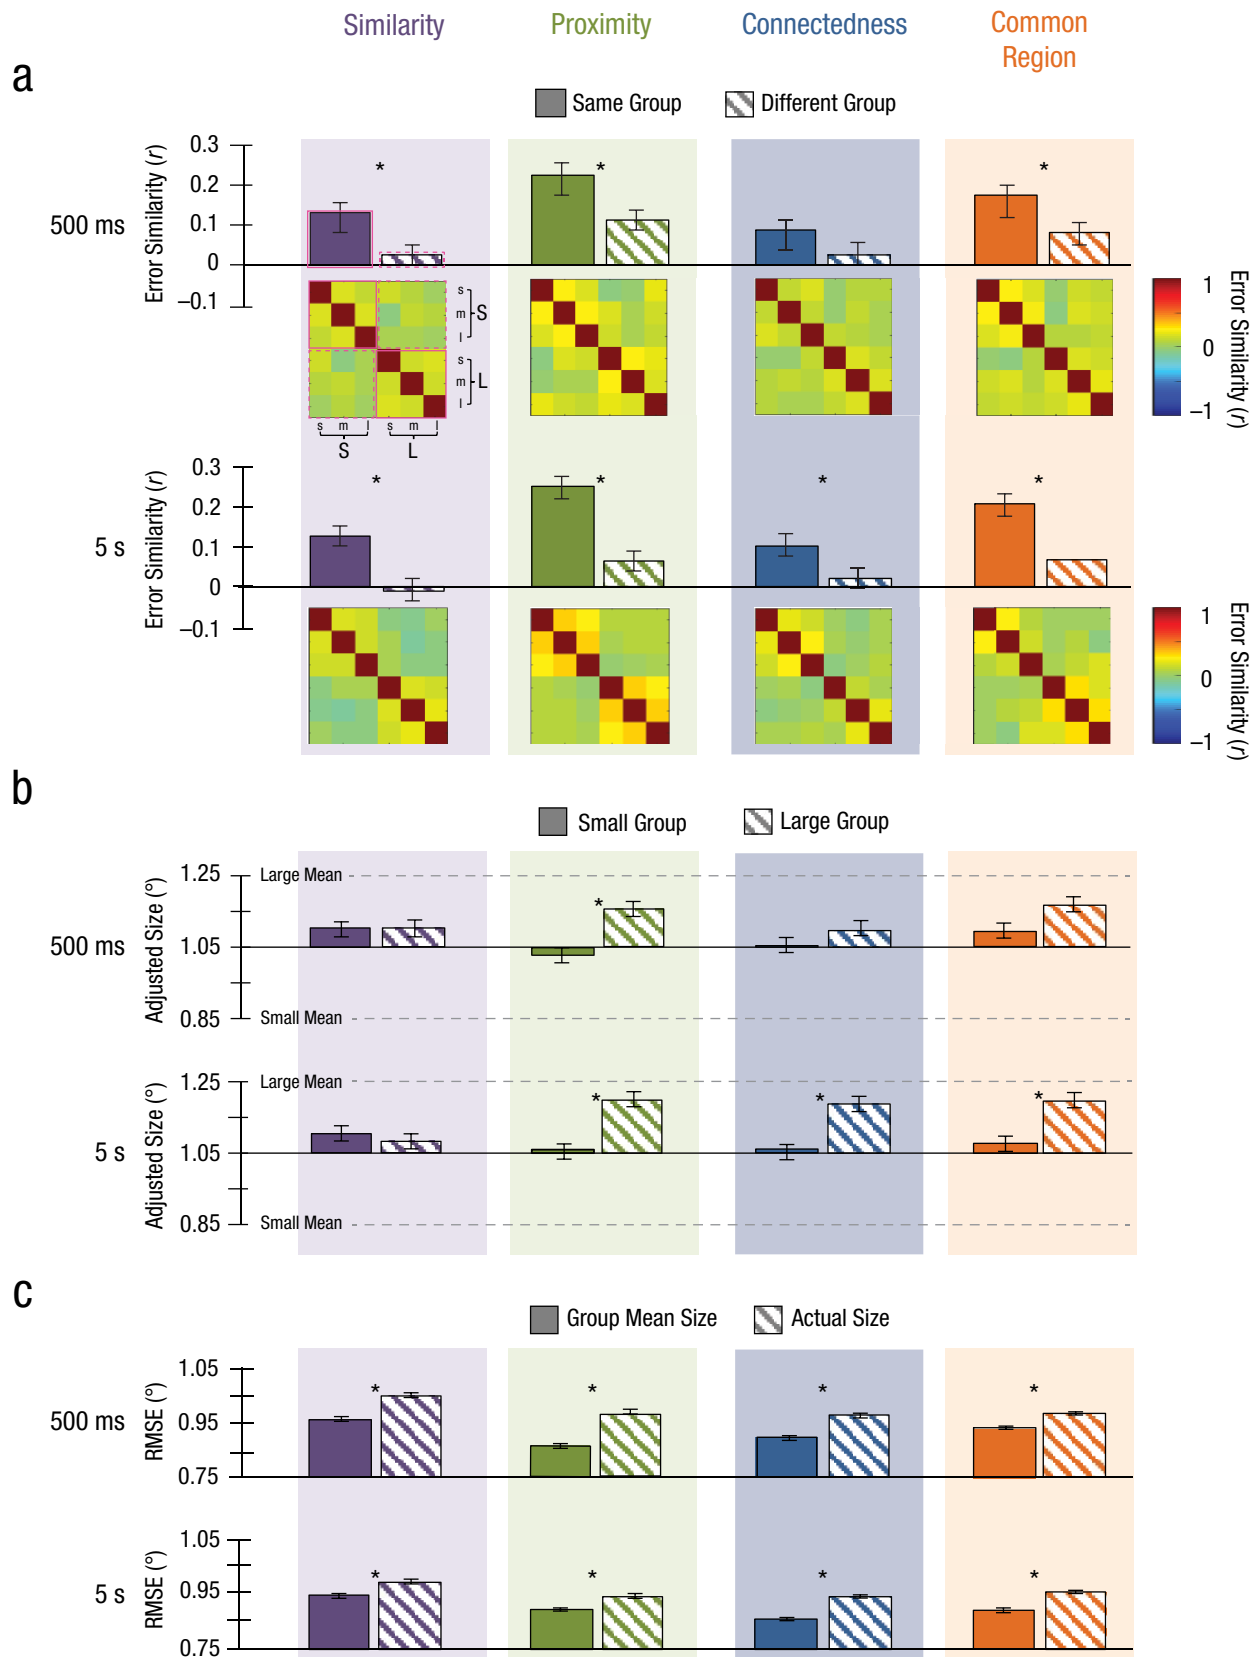 Similarity Proximity Connectedness Common Region
a
Same Group Different Group
500 ms
Error Similarity (r)
0.3
0.2
0.1
0
–0.1
*
*
*
s
m
l
S
s
m
l
L
s m l s m l
S L
Error Similarity (r)
1
0
–1
5 s
Error Similarity (r)
0.3
0.2
0.1
0
–0.1
*
*
*
*
Error Similarity (r)
1
0
–1
b
Small Group Large Group
500 ms
Adjusted Size (°)
1.25
1.05
0.85
Large Mean
Small Mean
*
5 s
Adjusted Size (°)
1.25
1.05
0.85
Large Mean
Small Mean
*
*
*
c
Group Mean Size Actual Size
500 ms
RMSE (°)
1.05
0.95
0.75
*
*
*
*
5 s
RMSE (°)
1.05
0.95
0.75
*
*
*
*